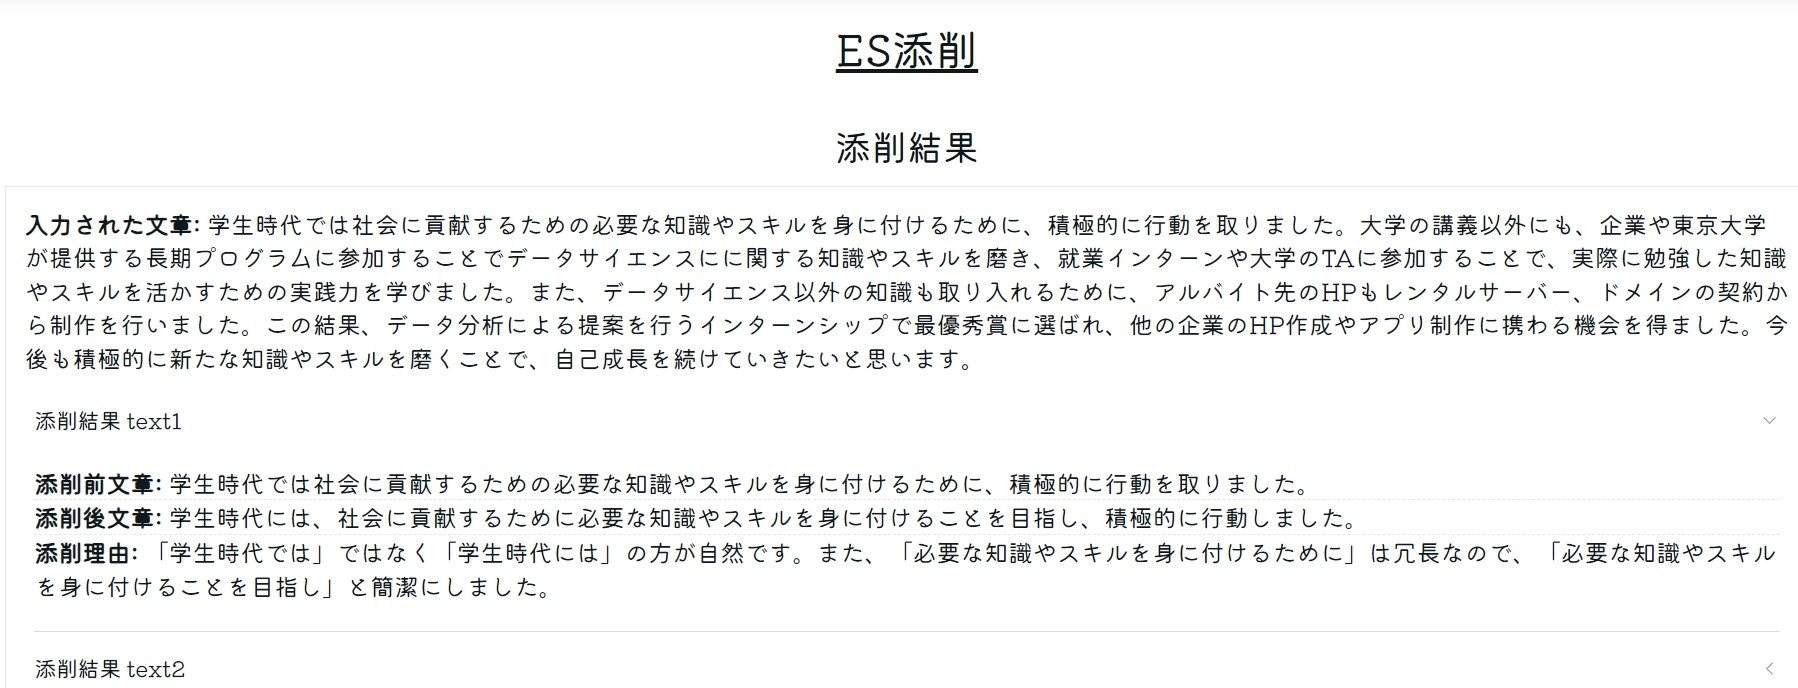 ES添削
添削結果
入力された文章: 学生時代では社会に貢献するための必要な知識やスキルを身に付けるために、積極的に行動を取りました。大学の講義以外にも、企業や東京大学
が提供する長期プログラムに参加することでデータサイエンスにに関する知識やスキルを磨き、就業インターンや大学のTAに参加することで、実際に勉強した知識
やスキルを活かすための実践力を学びました。また、データサイエンス以外の知識も取り入れるために、アルバイト先のHPもレンタルサーバー、ドメインの契約か
ら制作を行いました。この結果、データ分析による提案を行うインターンシップで最優秀賞に選ばれ、他の企業のHP作成やアプリ制作に携わる機会を得ました。今
後も積極的に新たな知識やスキルを磨くことで、自己成長を続けていきたいと思います。
添削結果 text1
添削前文章: 学生時代では社会に貢献するための必要な知識やスキルを身に付けるために、積極的に行動を取りました。
添削後文章: 学生時代には、社会に貢献するために必要な知識やスキルを身に付けることを目指し、積極的に行動しました。
添削理由: 「学生時代では」ではなく「学生時代には」の方が自然です。また、「必要な知識やスキルを身に付けるために」は冗長なので、「必要な知識やスキル
を身に付けることを目指し」と簡潔にしました。
添削結果 text2